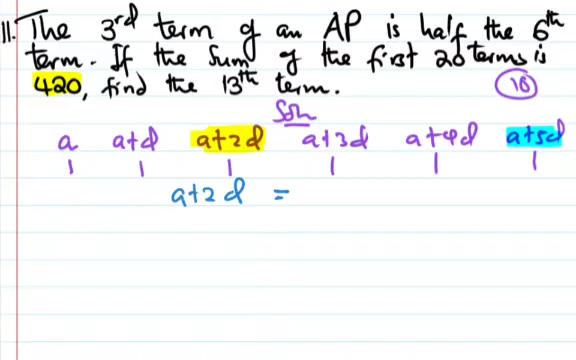 11. The 3rd term of an AP is half the 6th
term. If the sum of the first 20 terms is
420, find the 13th term. 10
Soln
a a+d a+2d a+3d a+4d a+5d
a+2d =